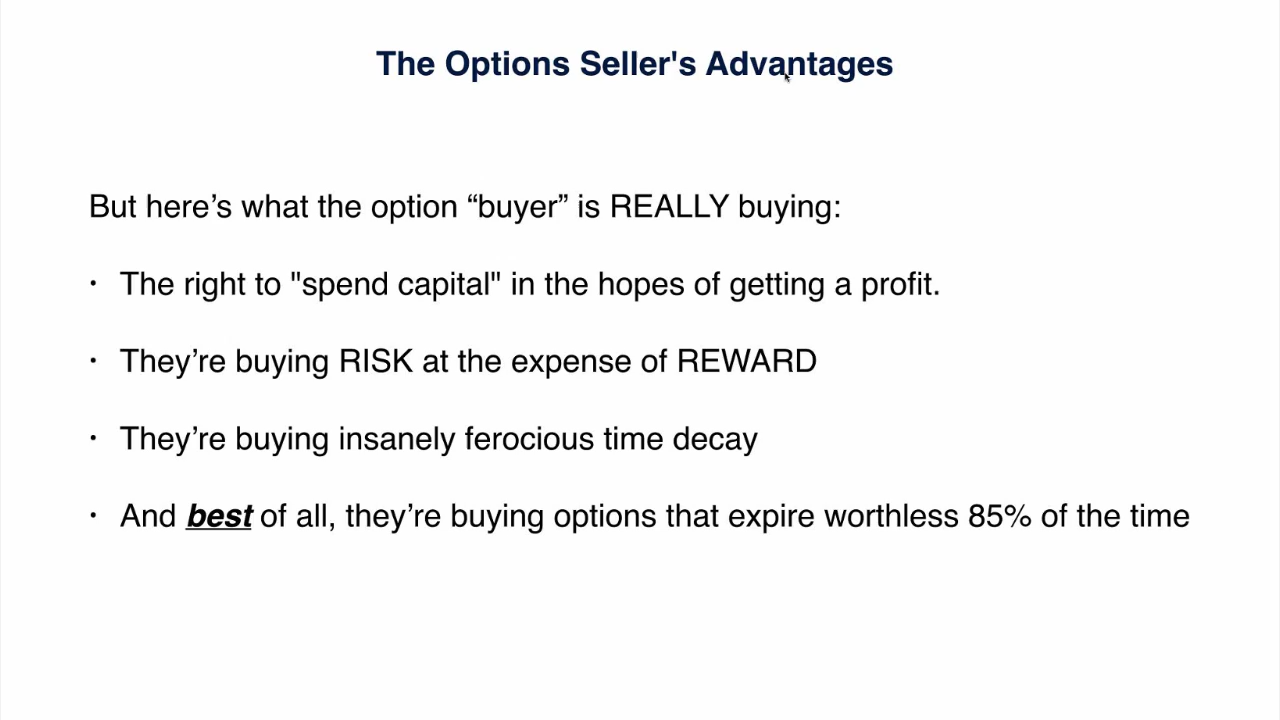 The Options Seller's Advantages
But here’s what the option “buyer” is REALLY buying:
· The right to "spend capital" in the hopes of getting a profit.
· They’re buying RISK at the expense of REWARD
· They’re buying insanely ferocious time decay
· And best of all, they’re buying options that expire worthless 85% of the time